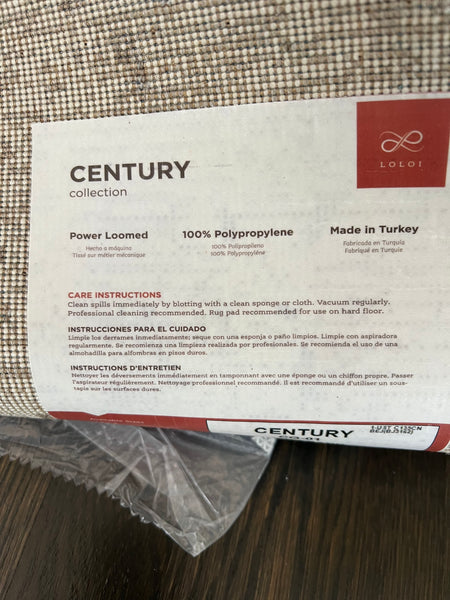 LOLOI
CENTURY
collection
Power Loomed
Hecho a máquina
Tissé sur métier mécanique
100% Polypropylene
100% Polipropileno
100% Polypropylène
Made in Turkey
Fabricada en Turquía
Fabriqué en Turquie
CARE INSTRUCTIONS
Clean spills immediately by blotting with a clean sponge or cloth. Vacuum regularly.
Professional cleaning recommended. Rug pad recommended for use on hard floor.
INSTRUCCIONES PARA EL CUIDADO
Limpie los derrames inmediatamente; seque con una esponja o paño limpios. Limpie con aspiradora
regularmente. Se recomienda una limpieza realizada por profesionales. Se recomienda el uso de una
almohadilla para alfombras en pisos duros.
INSTRUCTIONS D'ENTRETIEN
Nettoyer les déversements immédiatement en tamponnant avec une éponge ou un chiffon propre. Passer
l'aspirateur régulièrement. Nettoyage professionnel recommandé. Il est recommandé d'utiliser un sous-
tapis sur les surfaces dures.
CENTURY